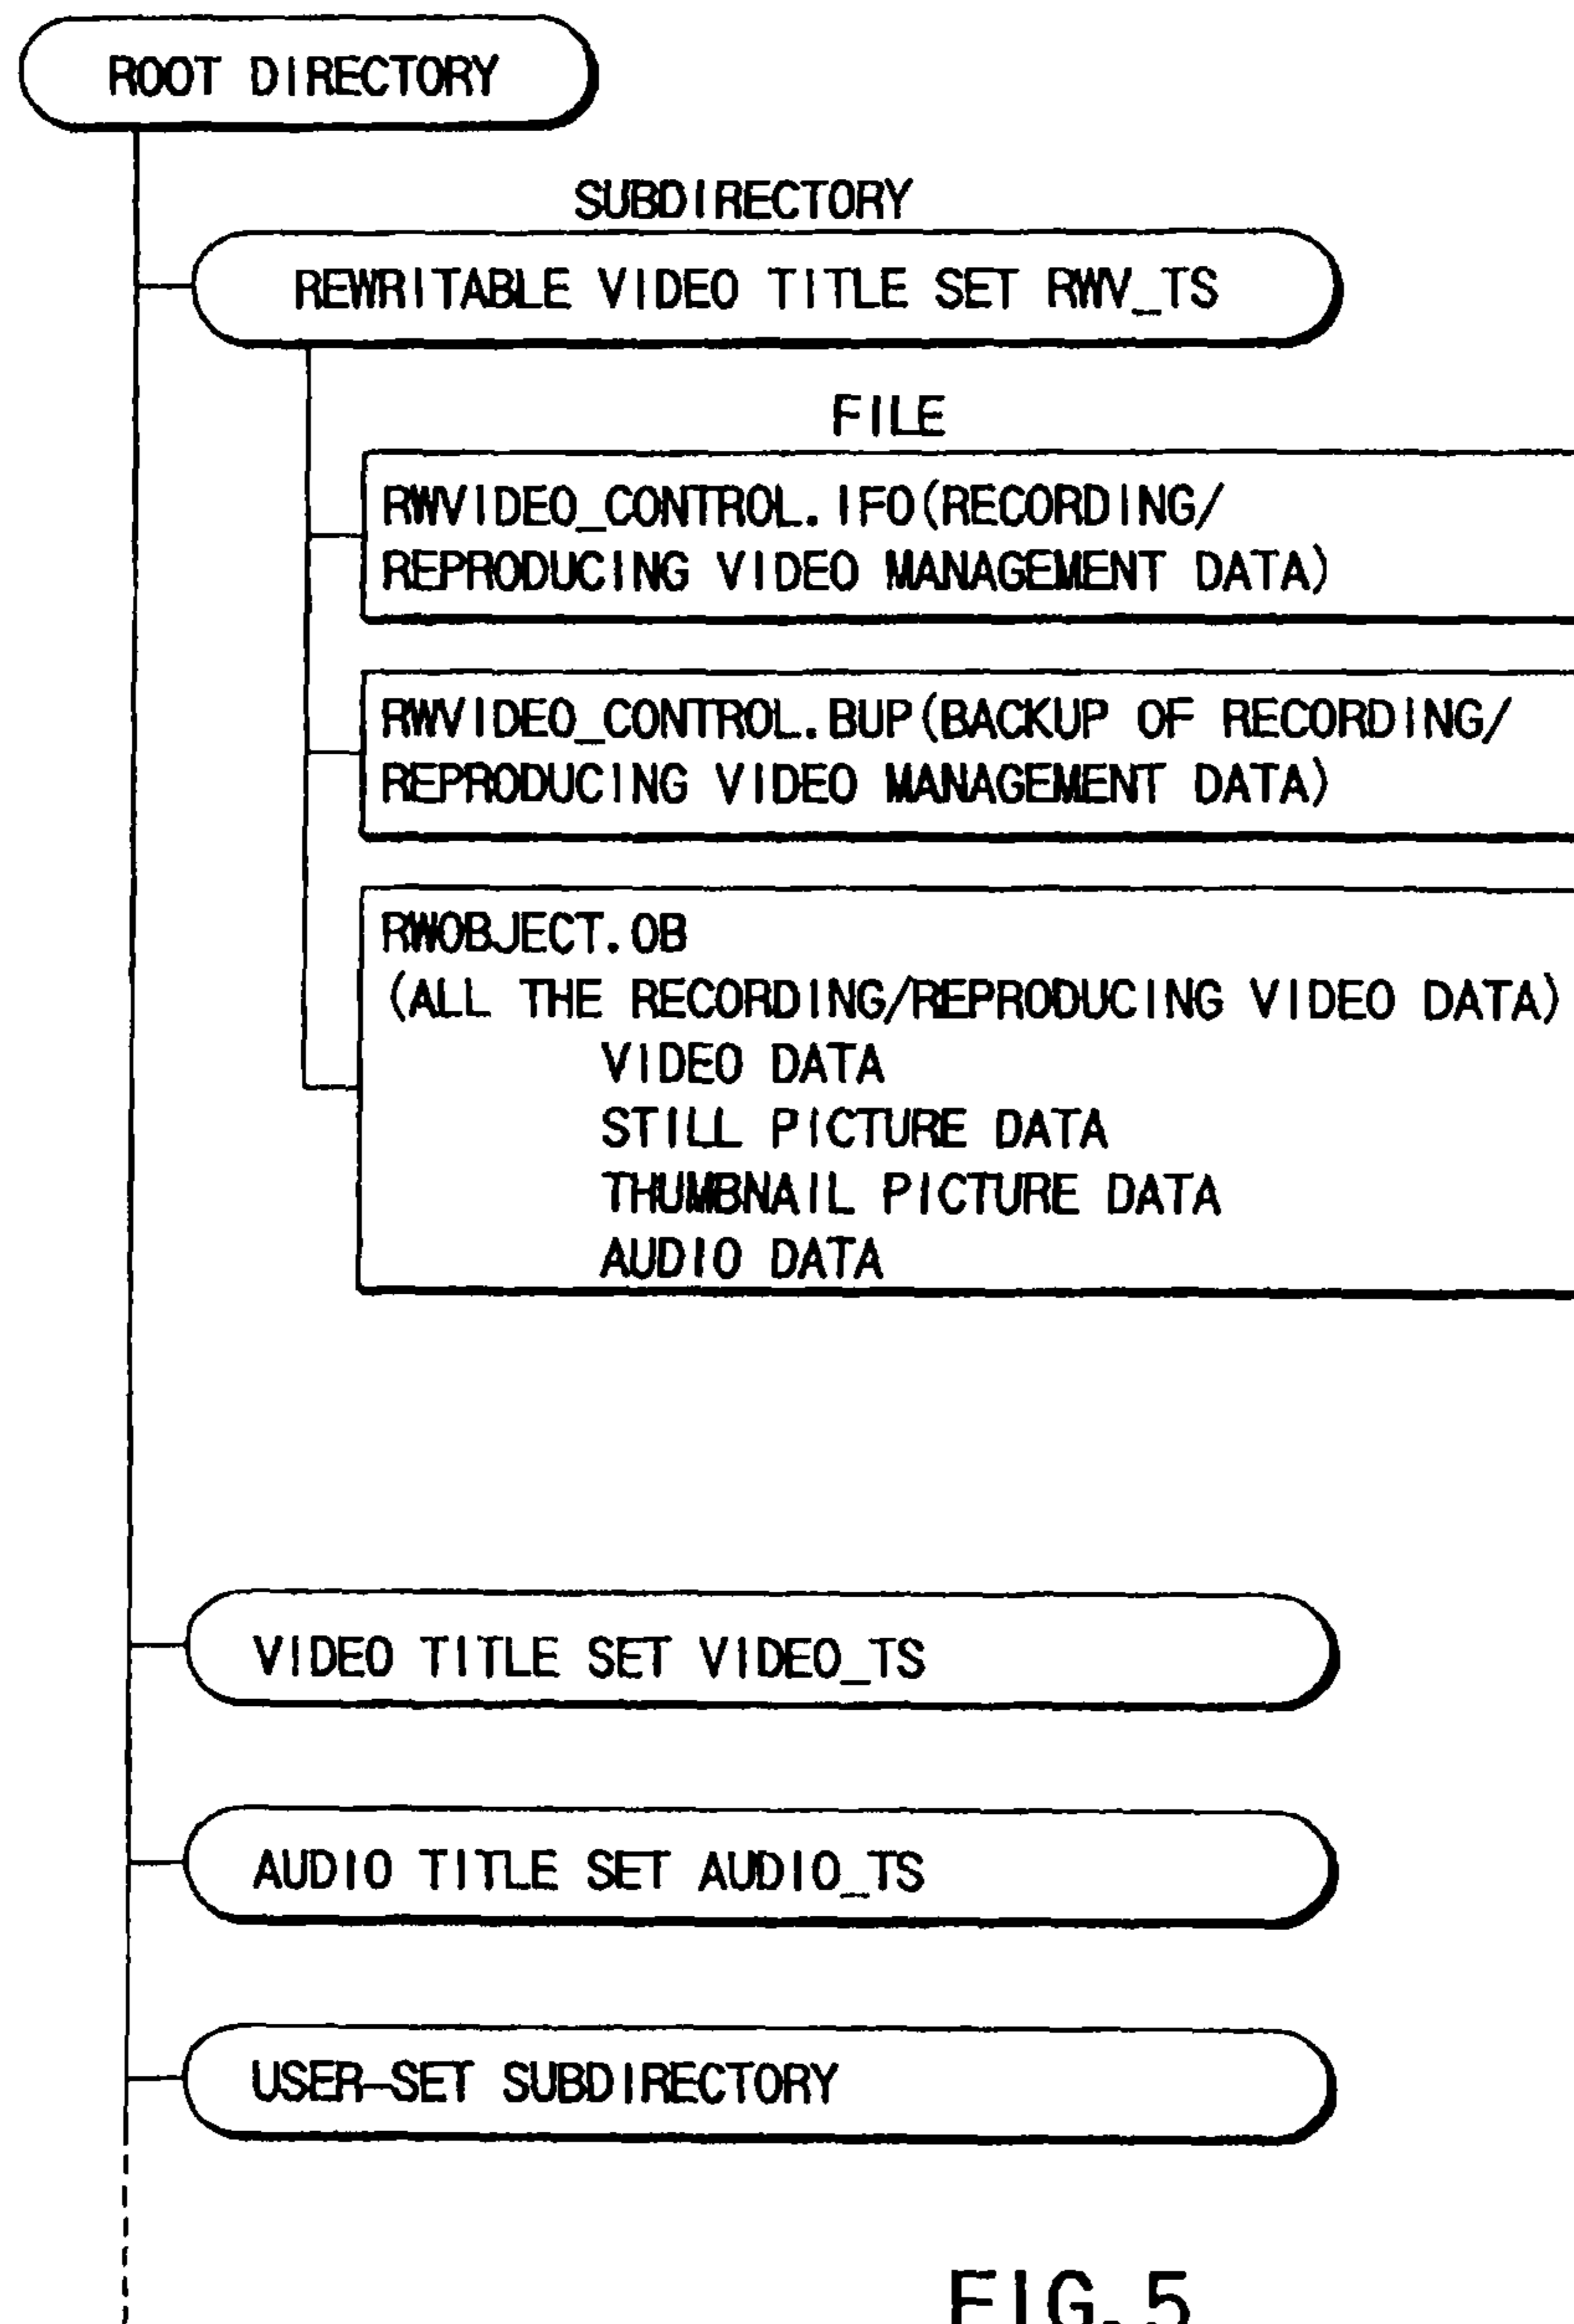 ROOT DIRECTORY
SUBDIRECTORY
REWRITABLE VIDEO TITLE SET RWV_TS
FILE
RWVIDEO_CONTROL.IFO(RECORDING/
REPRODUCING VIDEO MANAGEMENT DATA)
RWVIDEO_CONTROL.BUP(BACKUP OF RECORDING/
REPRODUCING VIDEO MANAGEMENT DATA)
RWOBJECT.OB
(ALL THE RECORDING/REPRODUCING VIDEO DATA)
VIDEO DATA
STILL PICTURE DATA
THUMBNAIL PICTURE DATA
AUDIO DATA
VIDEO TITLE SET VIDEO_TS
AUDIO TITLE SET AUDIO_TS
USER-SET SUBDIRECTORY
FIG. 5